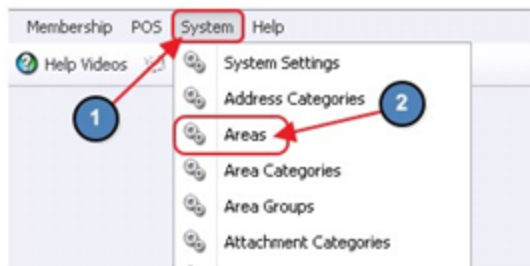 Membership POS System Help
Help Videos
System Settings
Address Categories
2
1
Areas
Area Categories
Area Groups
Attachment Categories